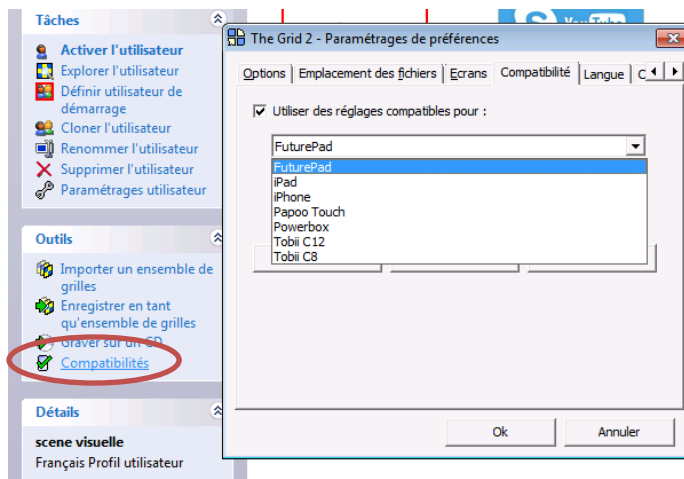 Tâches
Activer l'utilisateur
Explorer l'utilisateur
Définir utilisateur de
démarrage
Cloner l'utilisateur
Renommer l'utilisateur
Supprimer l'utilisateur
Paramétrages utilisateur
Outils
Importer un ensemble de
grilles
Enregistrer en tant
qu'ensemble de grilles
Graver sur un CD
Compatibilités
Détails
scene visuelle
Français Profil utilisateur
YouTube
The Grid 2 - Paramétrages de préférences
Options Emplacement des fichiers Ecrans Compatibilité Langue C
Utiliser des réglages compatibles pour :
FuturePad
FuturePad
iPad
iPhone
Papoo Touch
Powerbox
Tobii C12
Tobii C8
Ok Annuler